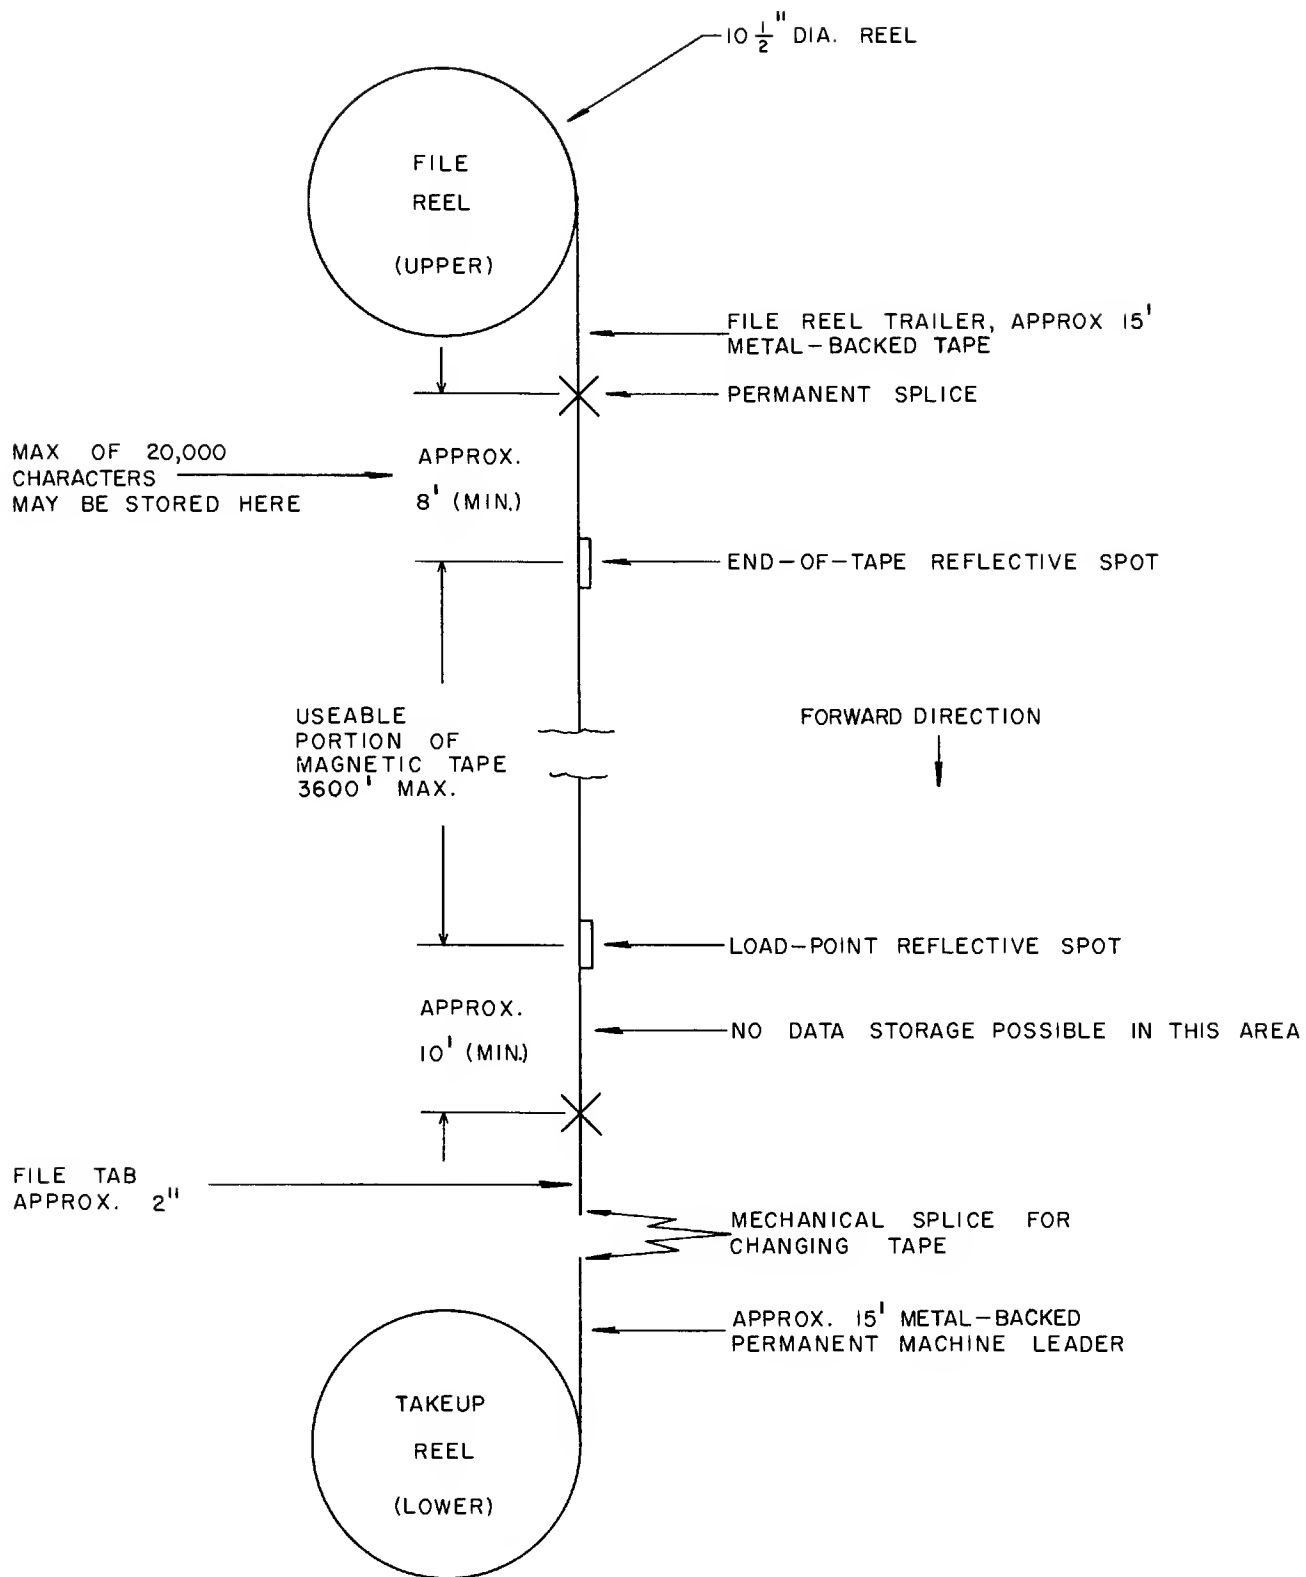 10 1/2" DIA. REEL
FILE
REEL
(UPPER)
FILE REEL TRAILER, APPROX 15'
METAL-BACKED TAPE
PERMANENT SPLICE
MAX OF 20,000
CHARACTERS
MAY BE STORED HERE
APPROX.
8' (MIN.)
END-OF-TAPE REFLECTIVE SPOT
USEABLE
PORTION OF
MAGNETIC TAPE
3600' MAX.
FORWARD DIRECTION
LOAD-POINT REFLECTIVE SPOT
APPROX.
10' (MIN.)
NO DATA STORAGE POSSIBLE IN THIS AREA
FILE TAB
APPROX. 2"
MECHANICAL SPLICE FOR
CHANGING TAPE
APPROX. 15' METAL-BACKED
PERMANENT MACHINE LEADER
TAKEUP
REEL
(LOWER)